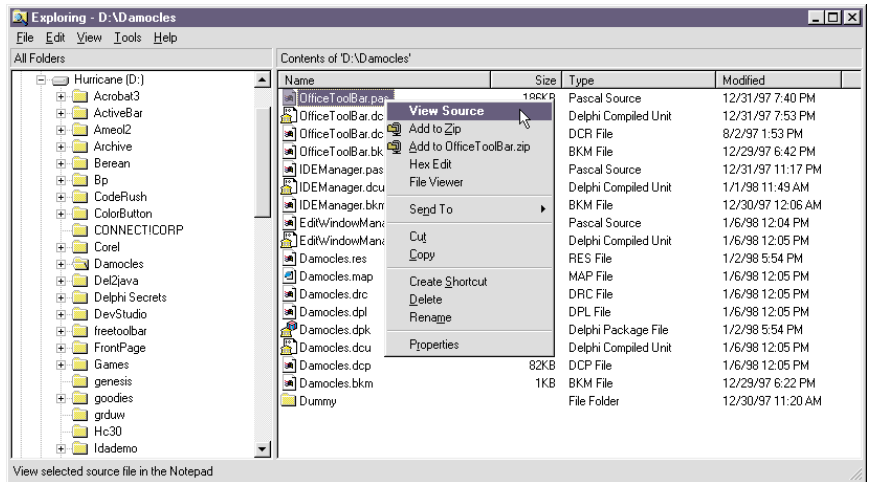 Exploring - D:\Damocles
File Edit View Tools Help
All Folders
Contents of 'D:\Damocles'
Hurricane (D:)
Acrobat3
ActiveBar
Ameol2
Archive
Berean
Bp
CodeRush
ColorButton
CONNECT!CORP
Corel
Damocles
Del2java
Delphi Secrets
DevStudio
freetoolbar
FrontPage
Games
genesis
goodies
grduw
Hc30
Idademo
Name Size Type Modified
OfficeToolBar.pas 186KB Pascal Source 12/31/97 7:40 PM
OfficeToolBar.dc Delphi Compiled Unit 12/31/97 7:53 PM
OfficeToolBar.dc DCR File 8/2/97 1:53 PM
OfficeToolBar.bk BKM File 12/29/97 6:42 PM
IDEManager.pas Pascal Source 12/31/97 11:17 PM
IDEManager.dcu Delphi Compiled Unit 1/1/98 11:49 AM
IDEManager.bkm BKM File 12/30/97 12:06 AM
EditWindowMana Pascal Source 1/6/98 12:04 PM
EditWindowMana Delphi Compiled Unit 1/6/98 12:05 PM
Damocles.res RES File 1/2/98 5:54 PM
Damocles.map MAP File 1/6/98 12:05 PM
Damocles.drc DRC File 1/6/98 12:05 PM
Damocles.dpl DPL File 1/6/98 12:05 PM
Damocles.dpk Delphi Package File 1/2/98 5:54 PM
Damocles.dcu Delphi Compiled Unit 1/6/98 12:05 PM
Damocles.dcp 82KB DCP File 1/6/98 12:05 PM
Damocles.bkm 1KB BKM File 12/29/97 6:22 PM
Dummy File Folder 12/30/97 11:20 AM
View Source
Add to Zip
Add to OfficeToolBar.zip
Hex Edit
File Viewer
Send To
Cut
Copy
Create Shortcut
Delete
Rename
Properties
View selected source file in the Notepad